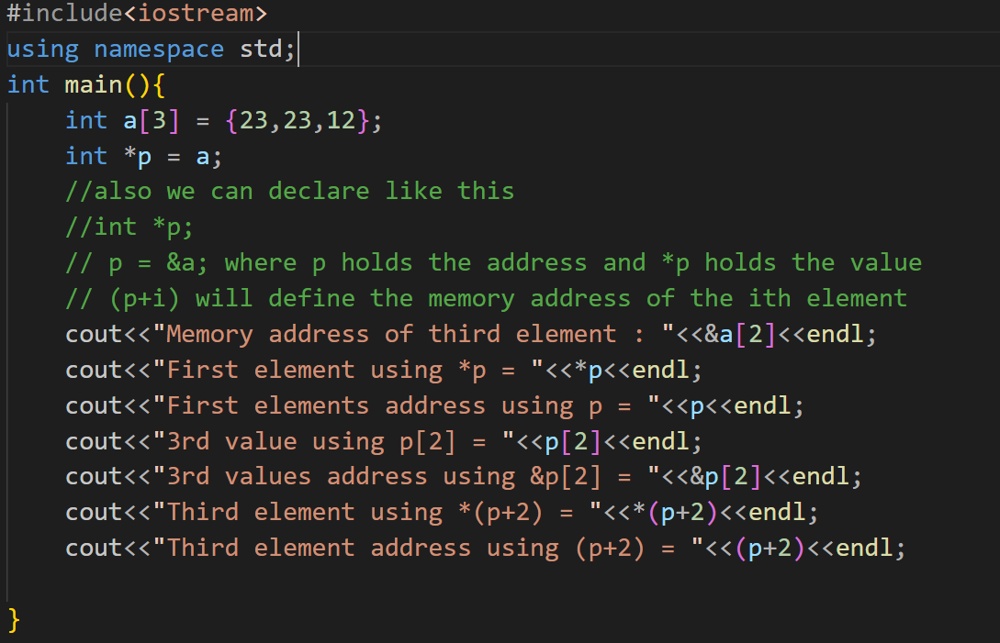 #include<iostream>
using namespace std;
int main(){
    int a[3] = {23,23,12};
    int *p = a;
    //also we can declare like this
    //int *p;
    // p = &a; where p holds the address and *p holds the value
    // (p+i) will define the memory address of the ith element
    cout<<"Memory address of third element : "<<&a[2]<<endl;
    cout<<"First element using *p = "<<*p<<endl;
    cout<<"First elements address using p = "<<p<<endl;
    cout<<"3rd value using p[2] = "<<p[2]<<endl;
    cout<<"3rd values address using &p[2] = "<<&p[2]<<endl;
    cout<<"Third element using *(p+2) = "<<*(p+2)<<endl;
    cout<<"Third element address using (p+2) = "<<(p+2)<<endl;
}